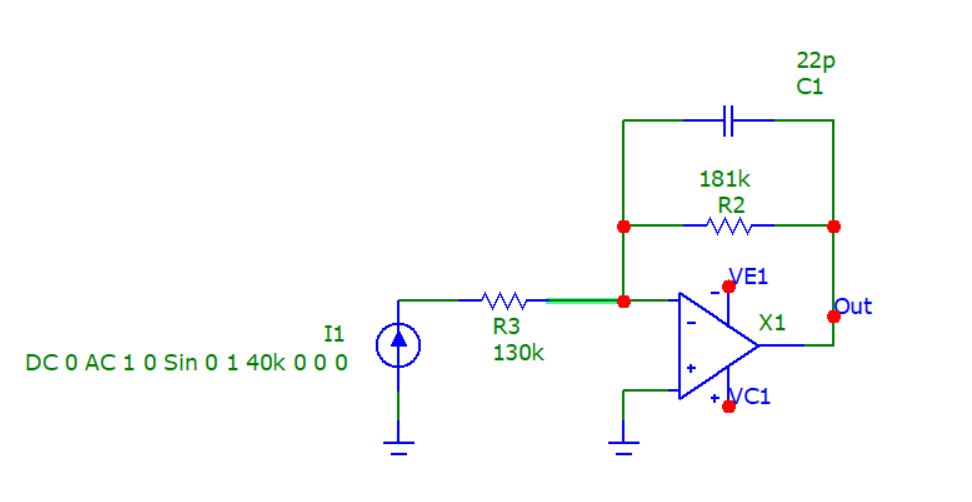 22p
C1
181k
R2
VE1
-
Out
X1
-
R3
130k
I1
DC 0 AC 1 0 Sin 0 1 40k 0 0 0
+
+
VC1